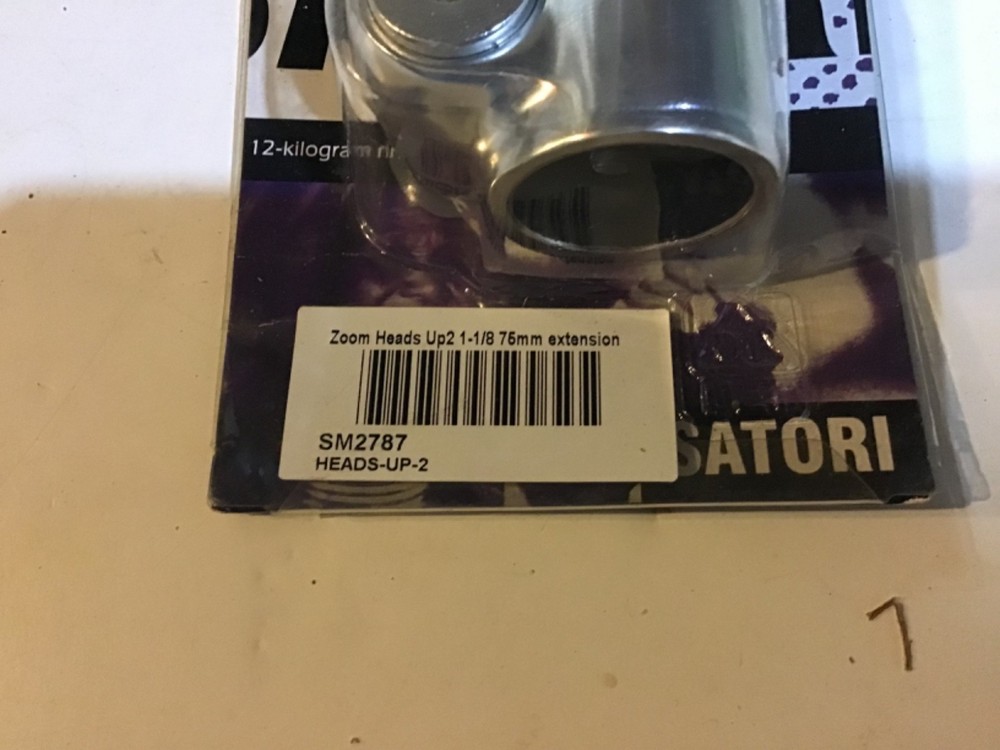 12-kilogram
Zoom Heads Up2 1-1/8 75mm extension
SM2787
HEADS-UP-2
SATORI